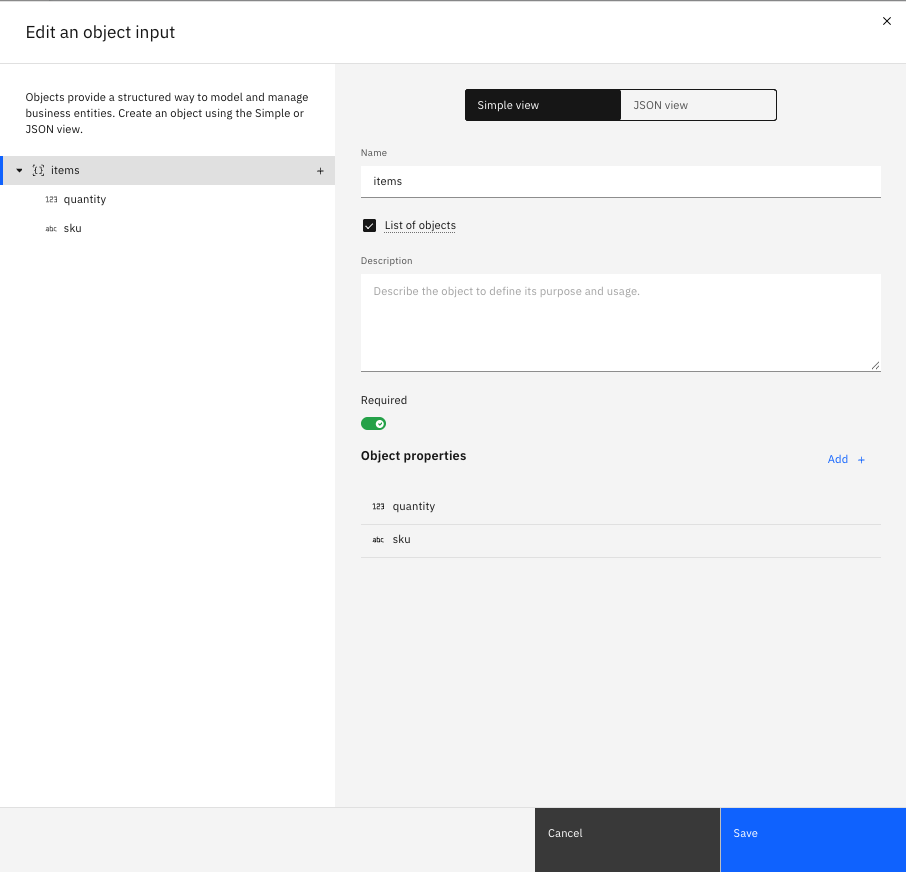 Edit an object input
Objects provide a structured way to model and manage
business entities. Create an object using the Simple or
JSON view.
items
123 quantity
abc sku
Simple view
JSON view
Name
items
List of objects
Description
Describe the object to define its purpose and usage.
Required
Object properties
Add +
123 quantity
abc sku
Cancel
Save